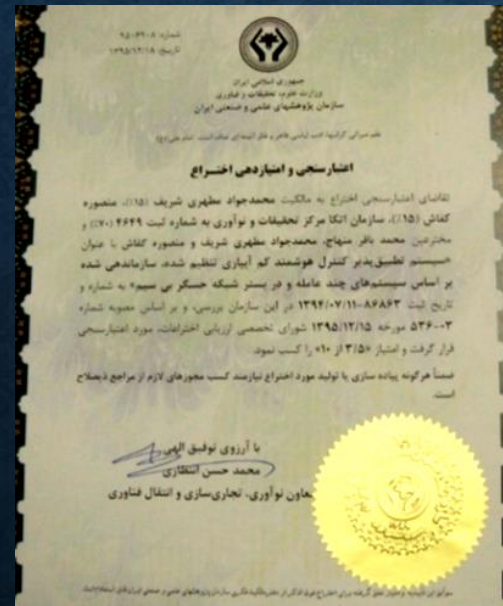 شماره: ۹۵۰۴۹۰۸
تاریخ: ۱۳۹۵/۱۲/۱۸
جمهوری اسلامی ایران
وزارت علوم، تحقیقات و فناوری
سازمان پژوهشهای علمی و صنعتی ایران
اعتبارسنجی و امتیازدهی اختــراع
تقاضای اعتبارسنجی اختراع به مالکیت محمدجواد مطهری شریف (۱۵٪)، منصوره
کفاش (۱۵٪)، سازمان اتکا مرکز تحقیقات و نوآوری به شماره ثبت ۴۶۴۹ (۷۰٪) و
مخترعین محمد باقر منهاج، محمدجواد مطهری شریف و منصوره کفاش با عنوان
«سیستم تطبیق‌پذیر کنترل هوشمند کم آبیاری تنظیم شده، سازماندهی شده
بر اساس سیستم‌های چند عامله و در بستر شبکه حسگر بی سیم» به شماره و
تاریخ ثبت ۸۶۸۶۳-۱۳۹۴/۰۷/۱۱ در این سازمان بررسی، و بر اساس مصوبه شماره
۵۳۶۰۰۳ مورخه ۱۳۹۵/۱۲/۱۵ شورای تخصصی ارزیابی اختراعات، مورد اعتبارسنجی
قرار گرفت و امتیاز «۳/۵ از ۱۰» را کسب نمود.
ضمناً هرگونه پیاده سازی یا تولید مورد اختراع نیازمند کسب مجوزهای لازم از مراجع ذیصلاح
است.
با آرزوی توفیق الهی
محمد حسن انتظاری
معاون نوآوری، تجاری‌سازی و انتقال فناوری